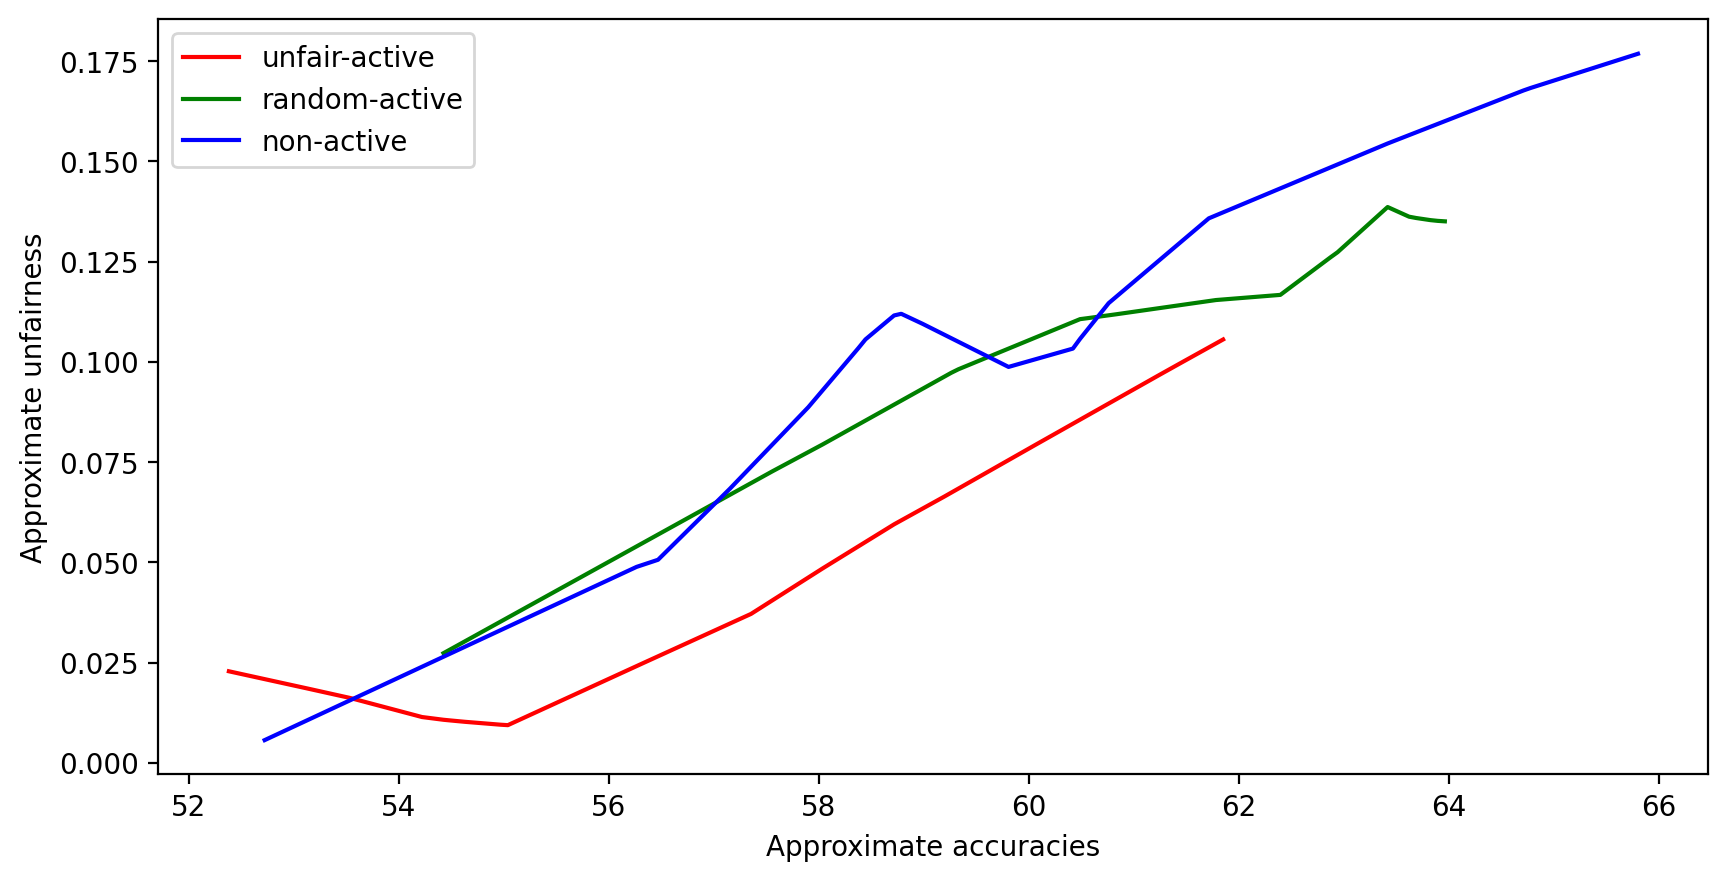 unfair-active
random-active
non-active
0.175
0.150
0.125
0.100
0.075
0.050
0.025
0.000
Approximate unfairness
52 54 56 58 60 62 64 66
Approximate accuracies